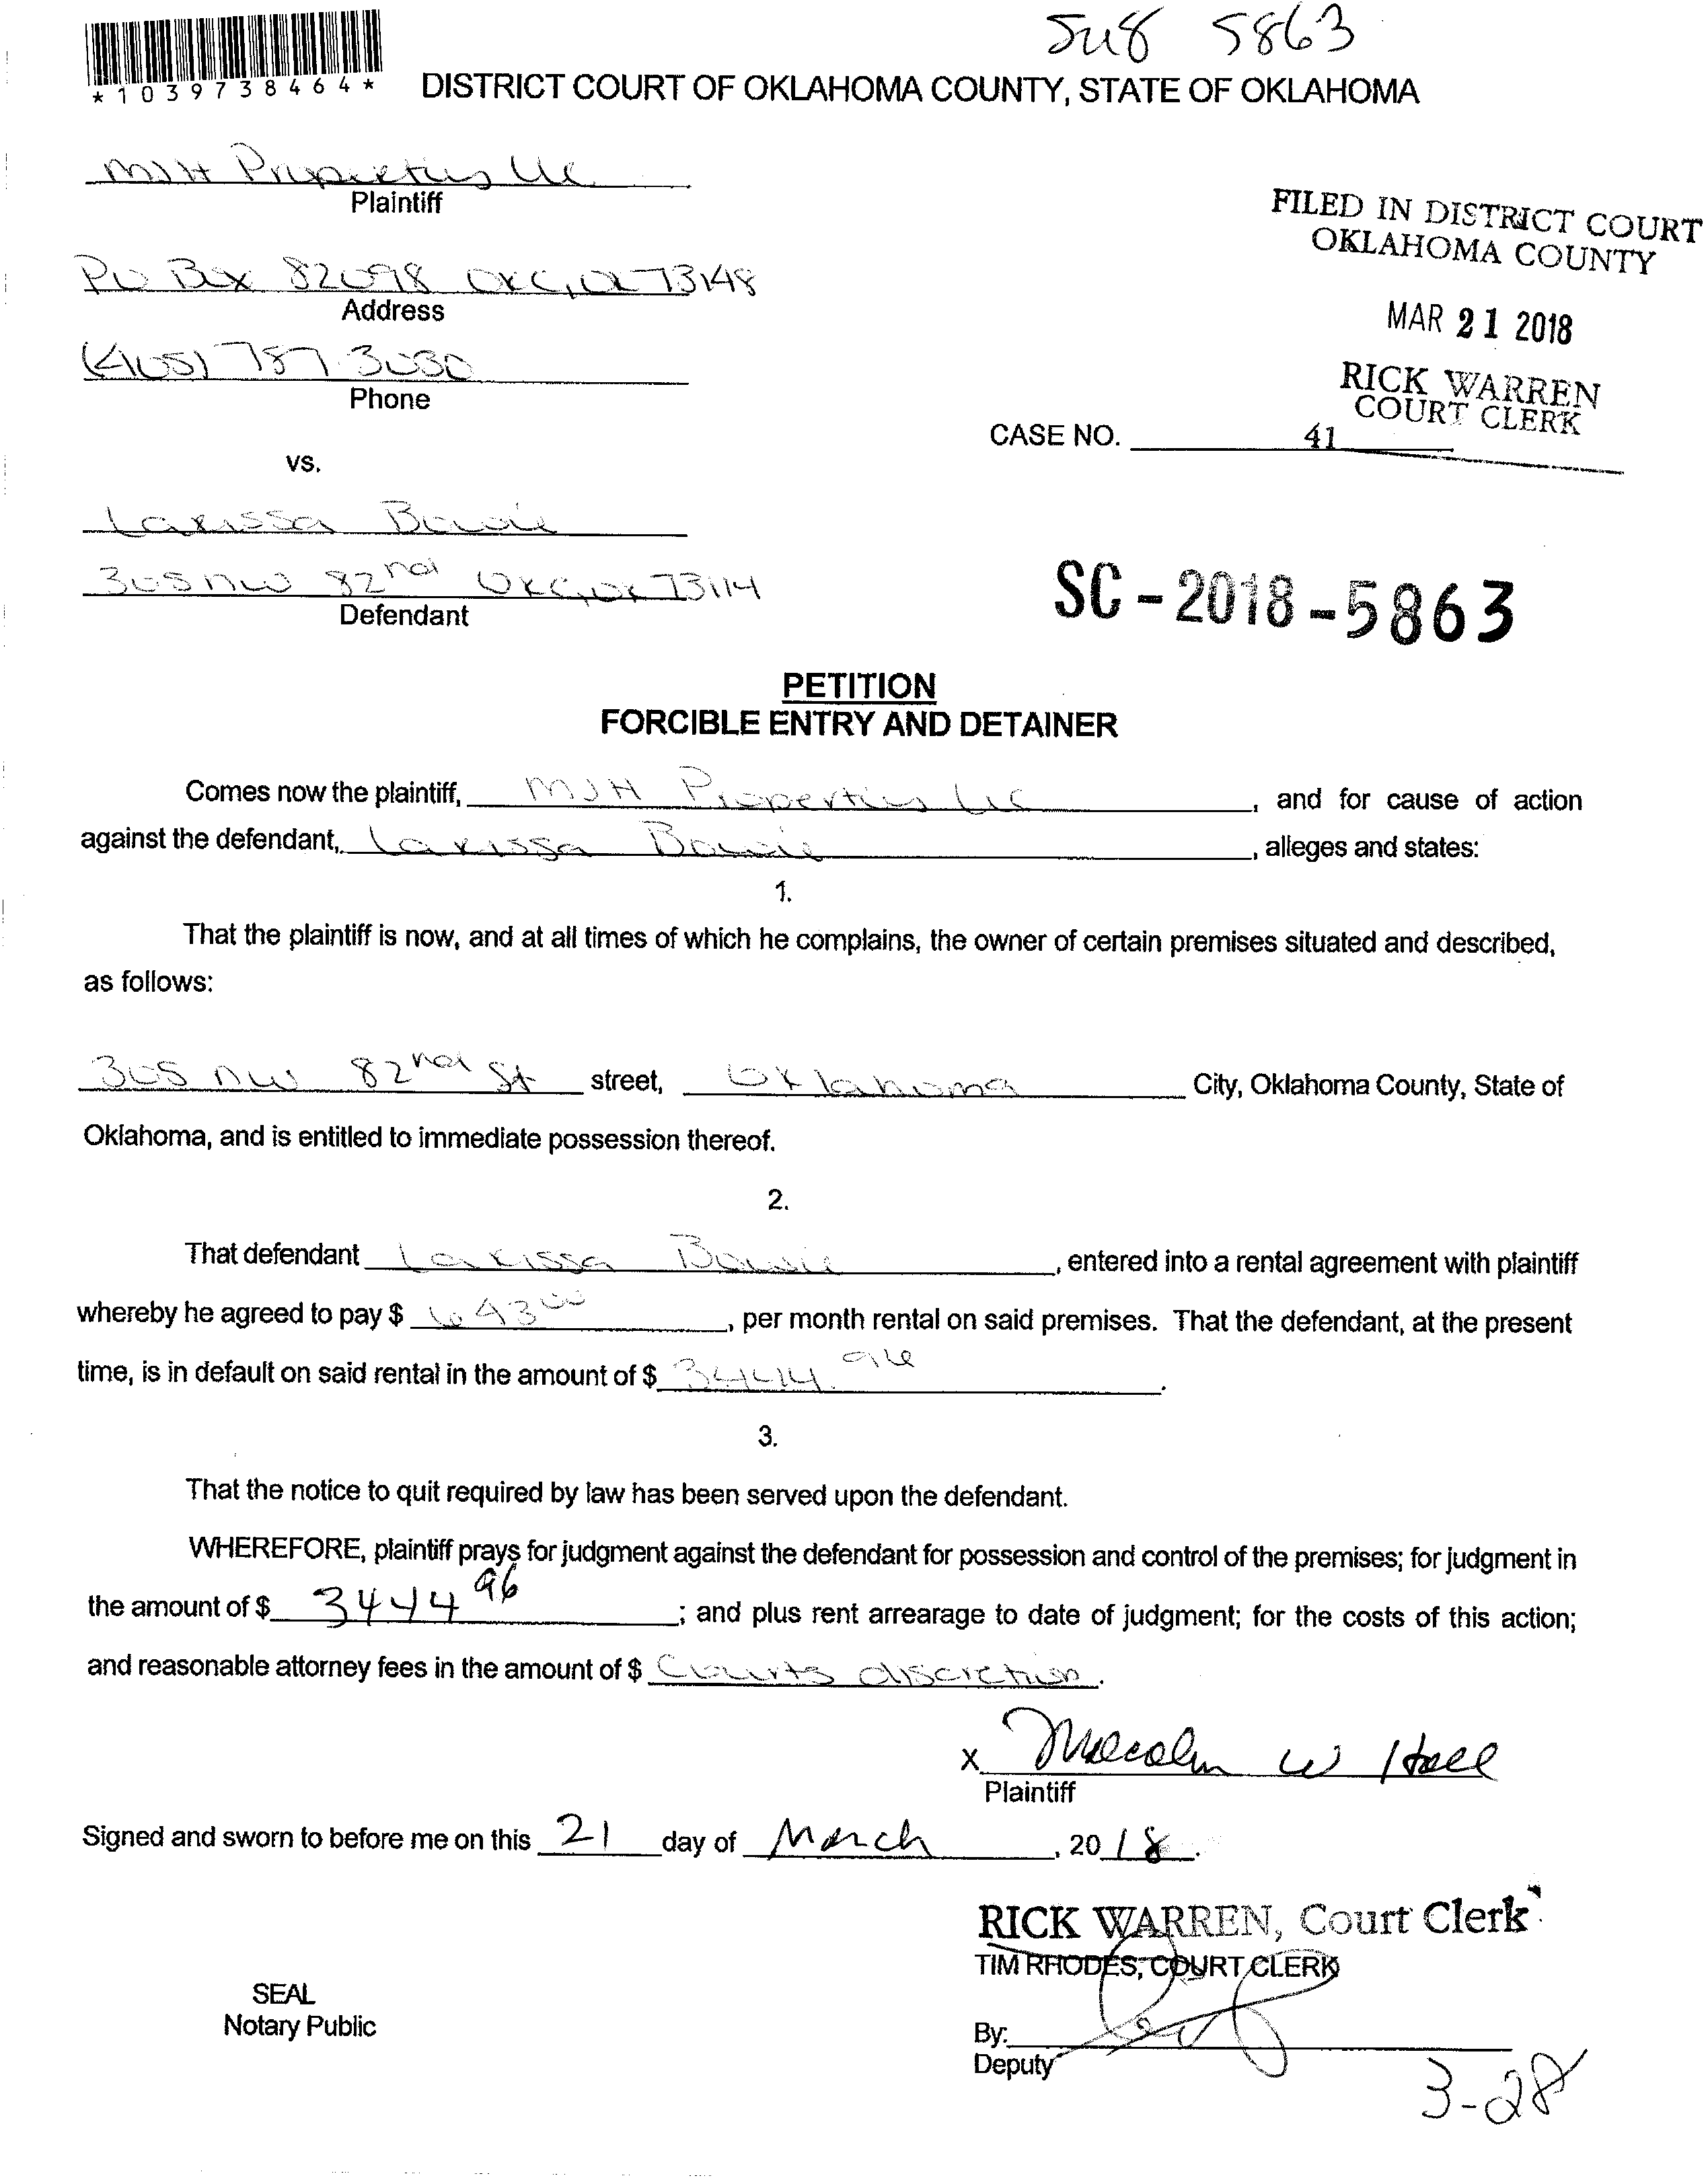 5u8 5863
*1039738464*
DISTRICT COURT OF OKLAHOMA COUNTY, STATE OF OKLAHOMA
MJH Properties LLC
Plaintiff
FILED IN DISTRICT COURT
OKLAHOMA COUNTY
PO Box 82098 OKC, OK 73148
Address
MAR 21 2018
(405) 787-3030
Phone
RICK WARREN
COURT CLERK
CASE NO. 41
vs.
Larissa Bowie
305 NW 82nd OKC, OK 73114
Defendant
SC-2018-5863
PETITION
FORCIBLE ENTRY AND DETAINER
Comes now the plaintiff, MJH Properties LLC, and for cause of action
against the defendant, Larissa Bowie, alleges and states:
1.
That the plaintiff is now, and at all times of which he complains, the owner of certain premises situated and described,
as follows:
305 NW 82nd St street, Oklahoma City, Oklahoma County, State of
Oklahoma, and is entitled to immediate possession thereof.
2.
That defendant Larissa Bowie, entered into a rental agreement with plaintiff
whereby he agreed to pay $ 693 00, per month rental on said premises. That the defendant, at the present
time, is in default on said rental in the amount of $ 3444.96.
3.
That the notice to quit required by law has been served upon the defendant.
WHEREFORE, plaintiff prays for judgment against the defendant for possession and control of the premises; for judgment in
the amount of $ 3444 96; and plus rent arrearage to date of judgment; for the costs of this action;
and reasonable attorney fees in the amount of $ Courts discretion.
X Malcolm W Hall
Plaintiff
Signed and sworn to before me on this 21 day of March, 2018.
RICK WARREN, Court Clerk
TIM RHODES, COURT CLERK
SEAL
Notary Public
By:
Deputy
3-28